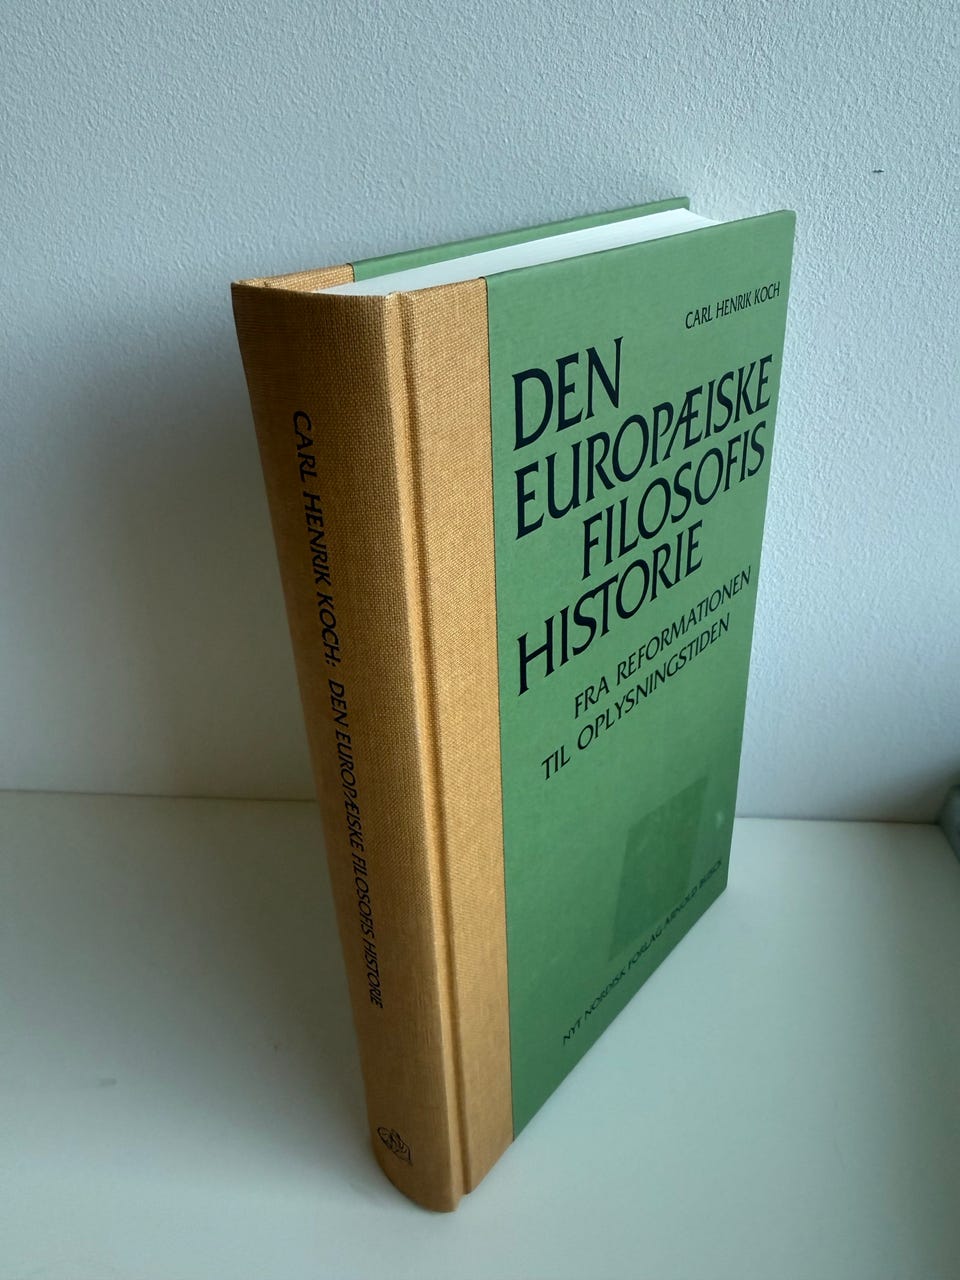 CARL HENRIK KOCH: DEN EUROPÆISKE FILOSOFIS HISTORIE
CARL HENRIK KOCH
DEN
EUROPÆISKE
FILOSOFIS
HISTORIE
FRA REFORMATIONEN
TIL OPLYSNINGSTIDEN
NYT NORDISK FORLAG ARNOLD BUSCK